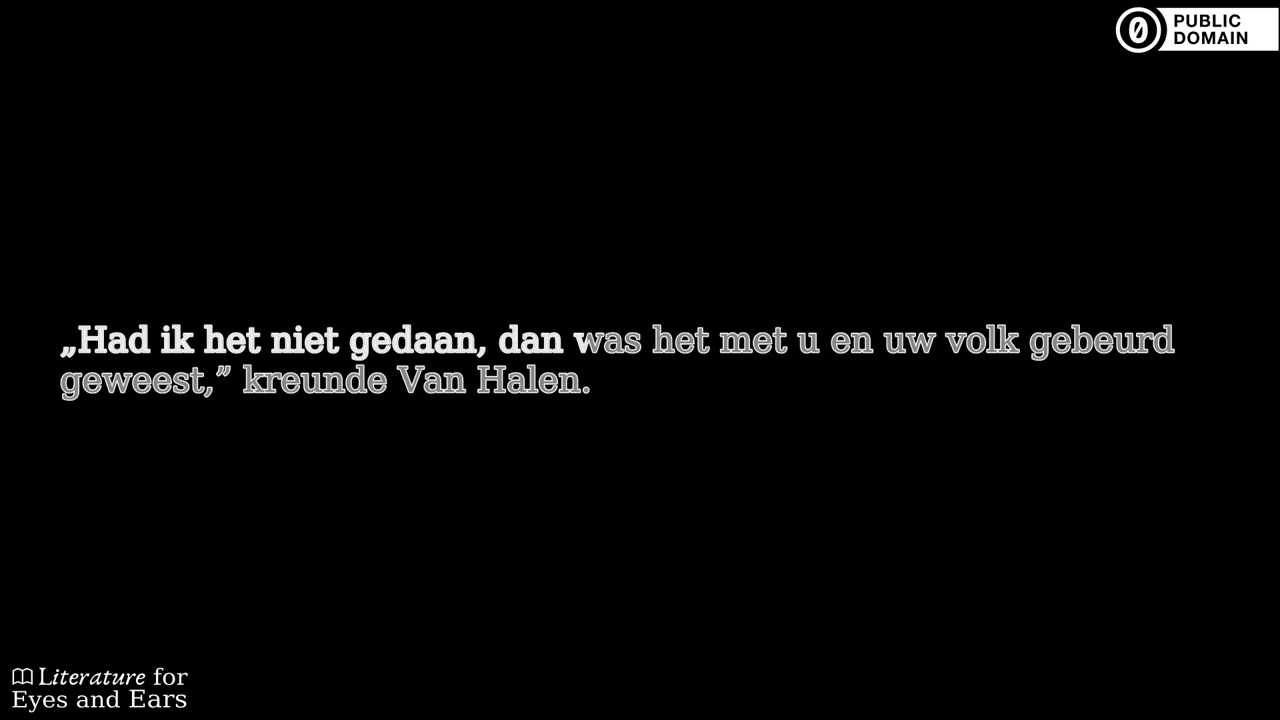 PUBLIC
DOMAIN
„Had ik het niet gedaan, dan was het met u en uw volk gebeurd
geweest,” kreunde Van Halen.
Literature for
Eyes and Ears